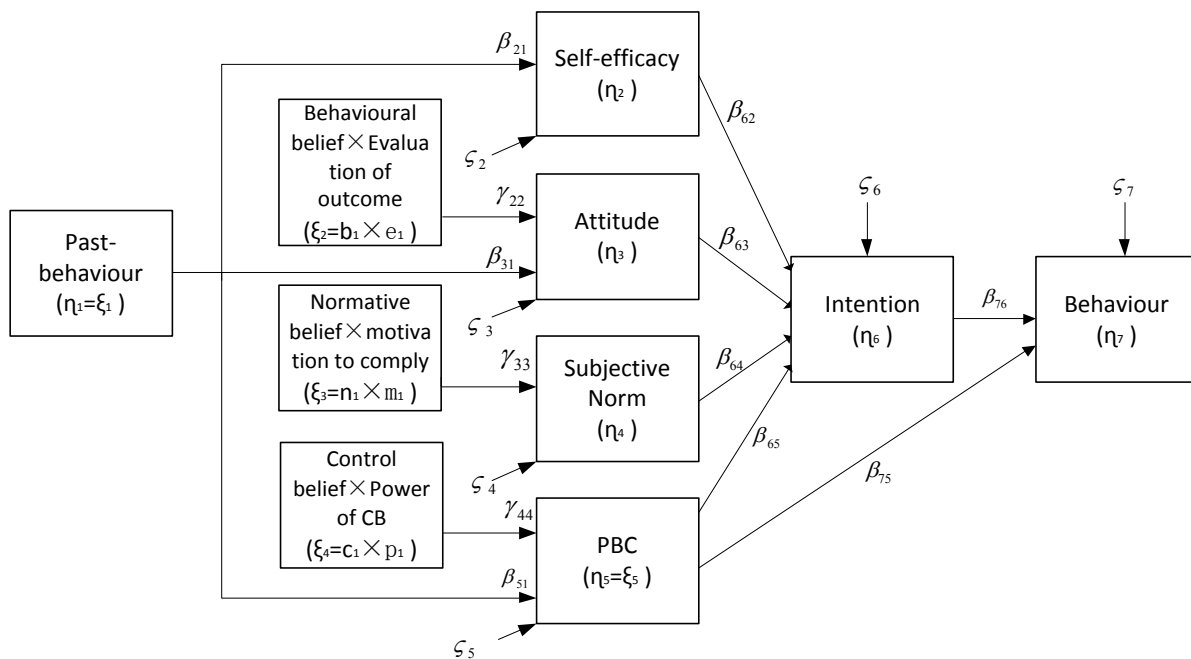 β21
Self-efficacy
(η2 )
Behavioural
belief×Evalua
tion of
outcome
(ξ2=b1×e1)
ς2
β62
γ22
Attitude
(η3 )
ς6
ς7
Past-
behaviour
(η1=ξ1)
β31
β63
Normative
belief×motiva
tion to comply
(ξ3=n1×m1)
ς3
Intention
(η6)
β76
Behaviour
(η7)
γ33
Subjective
Norm
(η4 )
β64
β65
Control
belief×Power
of CB
(ξ4=c1×p1 )
ς4
β75
γ44
PBC
(η5=ξ5 )
β51
ς5